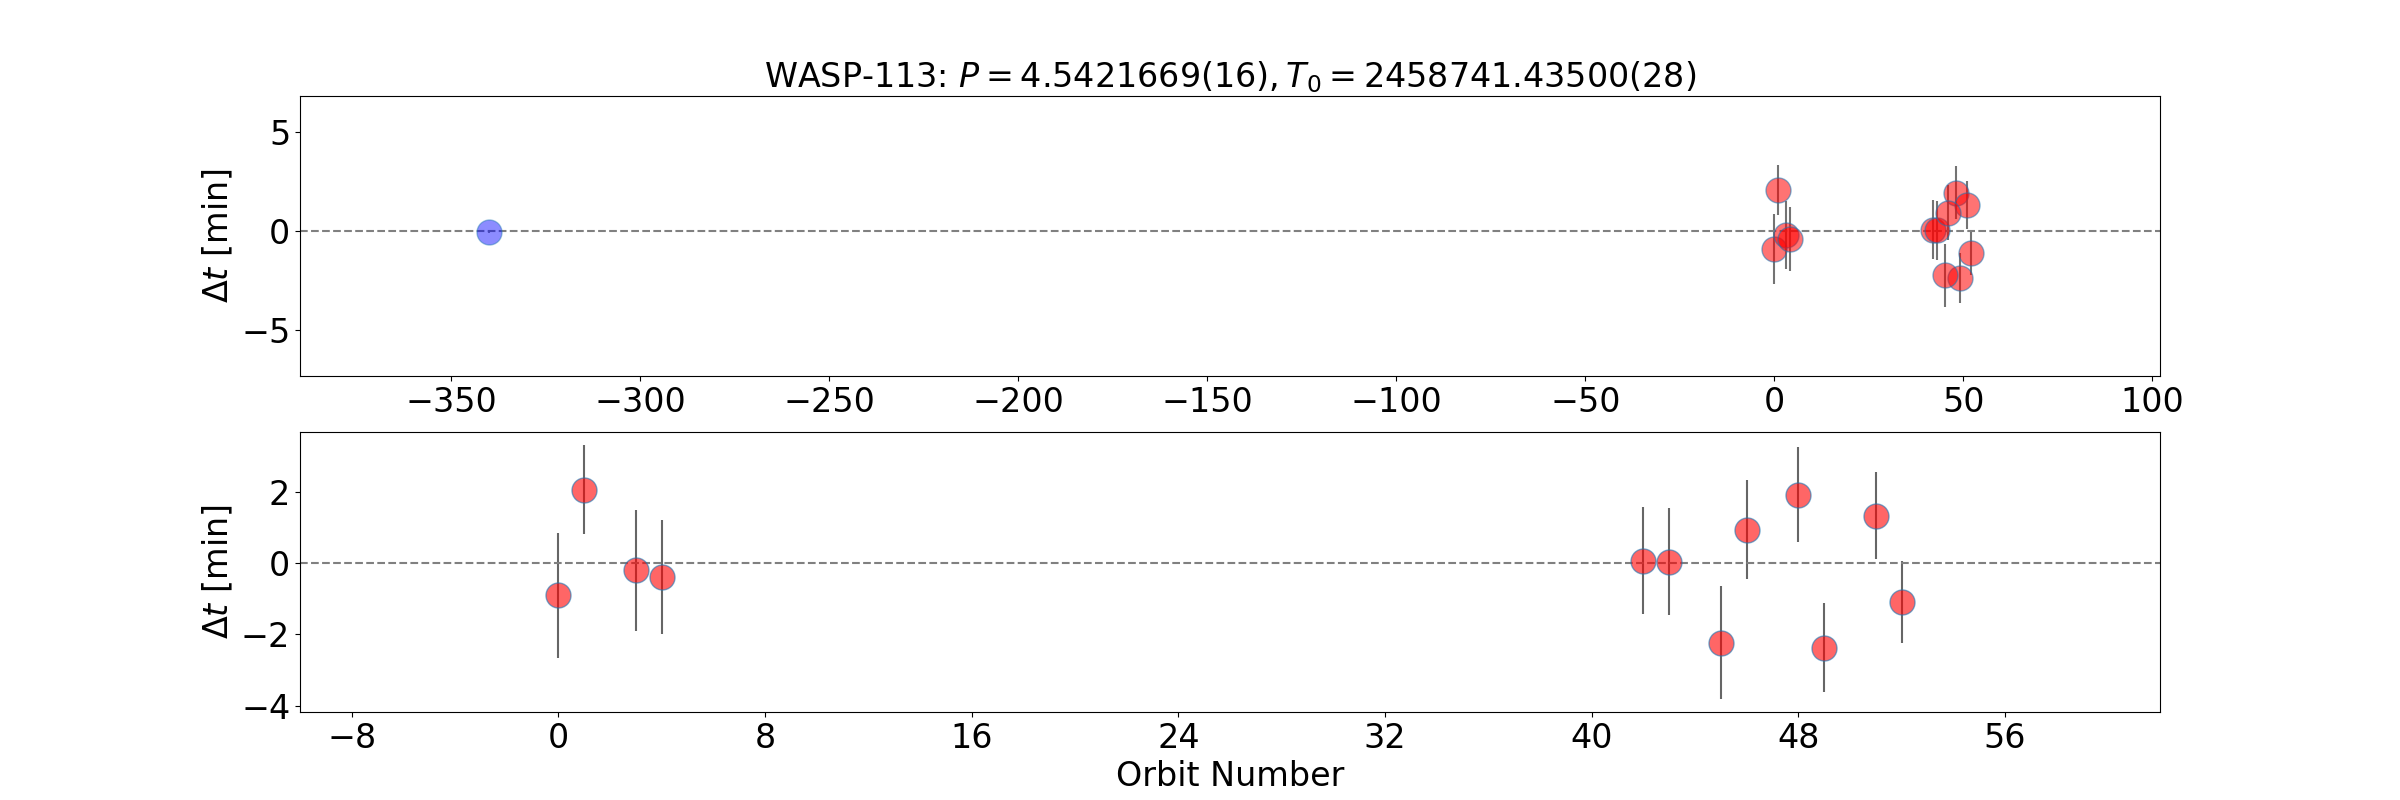 WASP-113: P = 4.5421669(16), T₀ = 2458741.43500(28)
Δt [min]
5
0
−5
−350 −300 −250 −200 −150 −100 −50 0 50 100
Δt [min]
2
0
−2
−4
−8 0 8 16 24 32 40 48 56
Orbit Number